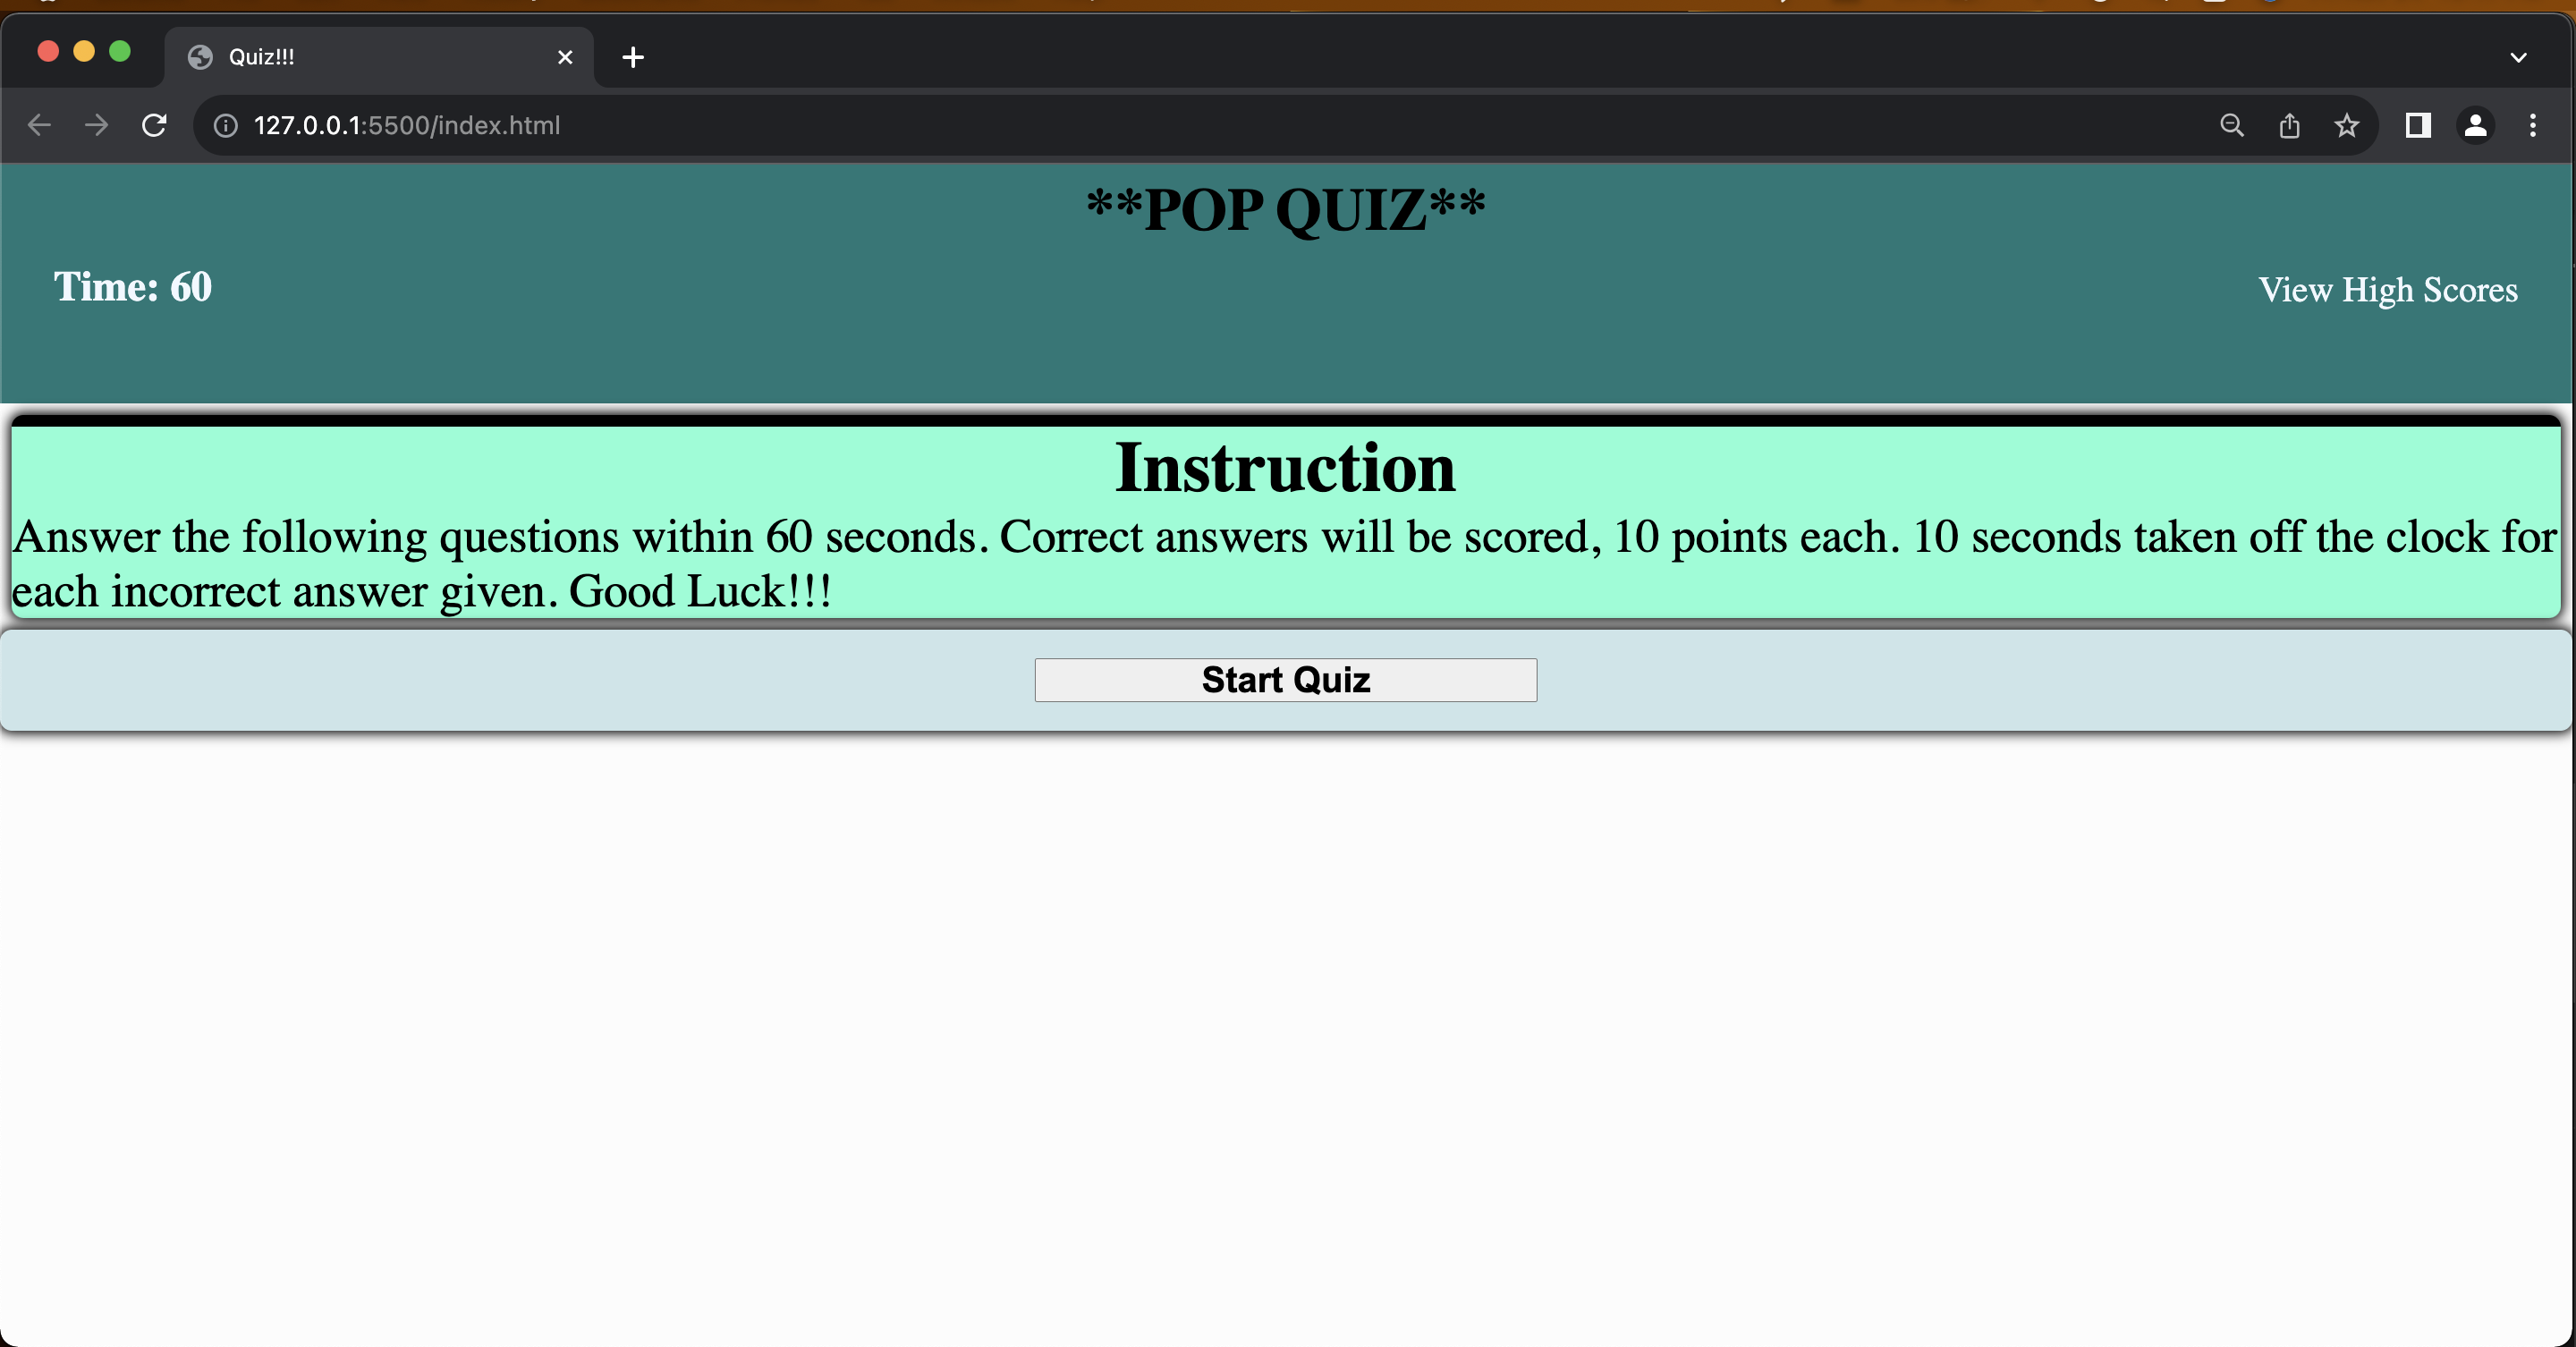 Quiz!!!
127.0.0.1:5500/index.html
**POP QUIZ**
Time: 60
View High Scores
Instruction
Answer the following questions within 60 seconds. Correct answers will be scored, 10 points each. 10 seconds taken off the clock for
each incorrect answer given. Good Luck!!!
Start Quiz